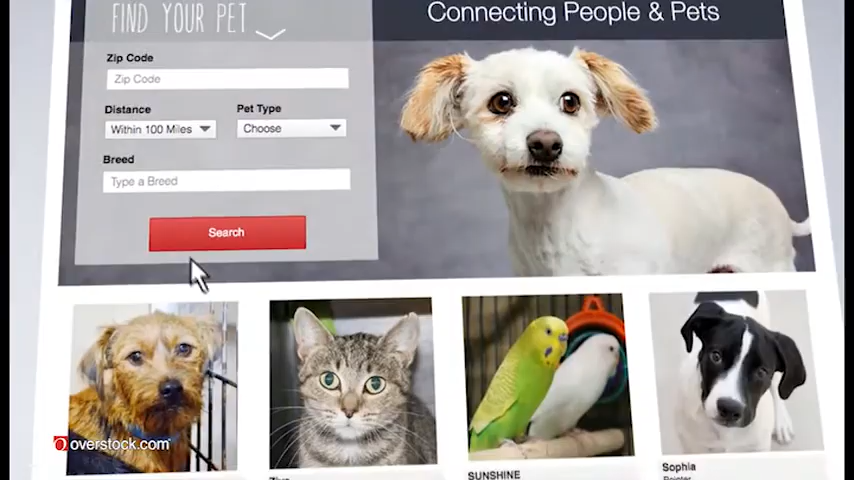 FIND YOUR PET
Connecting People & Pets
Zip Code
Zip Code
Distance
Pet Type
Within 100 Miles
Choose
Breed
Type a Breed
Search
overstock.com
SUNSHINE
Sophia
Pointer